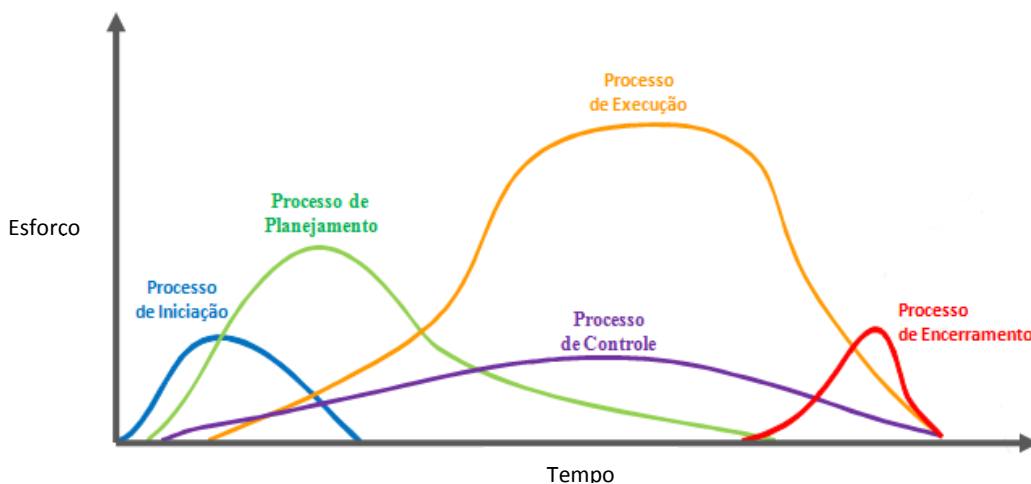 Processo
de Execução
Processo de
Planejamento
Esforco
Processo
de Iniciação
Processo
de Controle
Processo
de Encerramento
Tempo